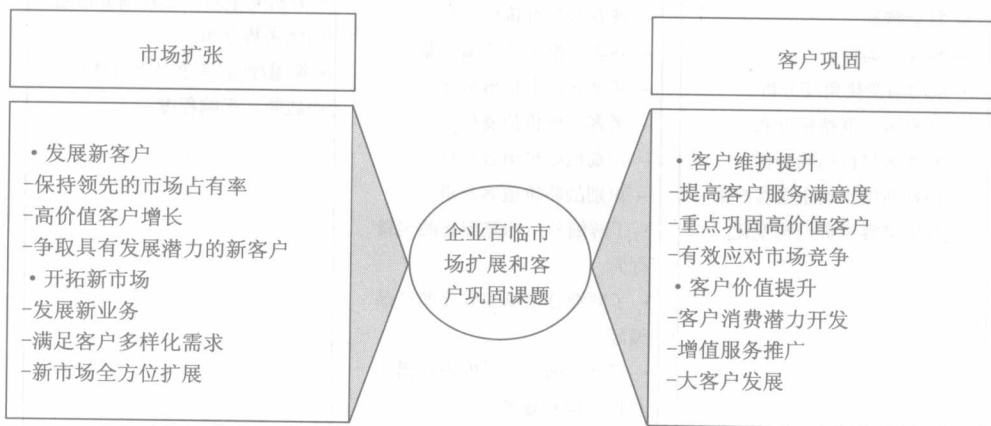 市场扩张
• 发展新客户
-保持领先的市场占有率
-高价值客户增长
-争取具有发展潜力的新客户
• 开拓新市场
-发展新业务
-满足客户多样化需求
-新市场全方位扩展
企业百临市
场扩展和客
户巩固课题
客户巩固
• 客户维护提升
-提高客户服务满意度
-重点巩固高价值客户
-有效应对市场竞争
• 客户价值提升
-客户消费潜力开发
-增值服务推广
-大客户发展